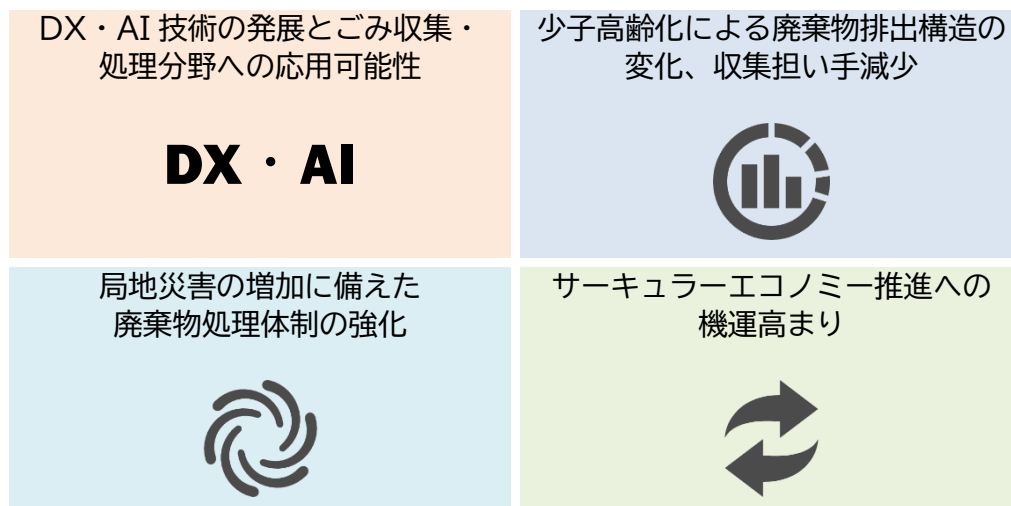 DX・AI 技術の発展とごみ収集・
処理分野への応用可能性
DX・AI
少子高齢化による廃棄物排出構造の
変化、収集担い手減少
局地災害の増加に備えた
廃棄物処理体制の強化
サーキュラーエコノミー推進への
機運高まり